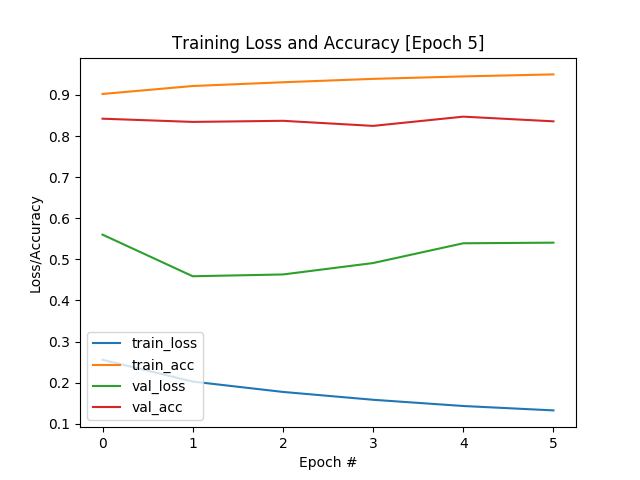 Training Loss and Accuracy [Epoch 5]
Loss/Accuracy
0.9
0.8
0.7
0.6
0.5
0.4
0.3
0.2
0.1
train_loss
train_acc
val_loss
val_acc
0 1 2 3 4 5
Epoch #